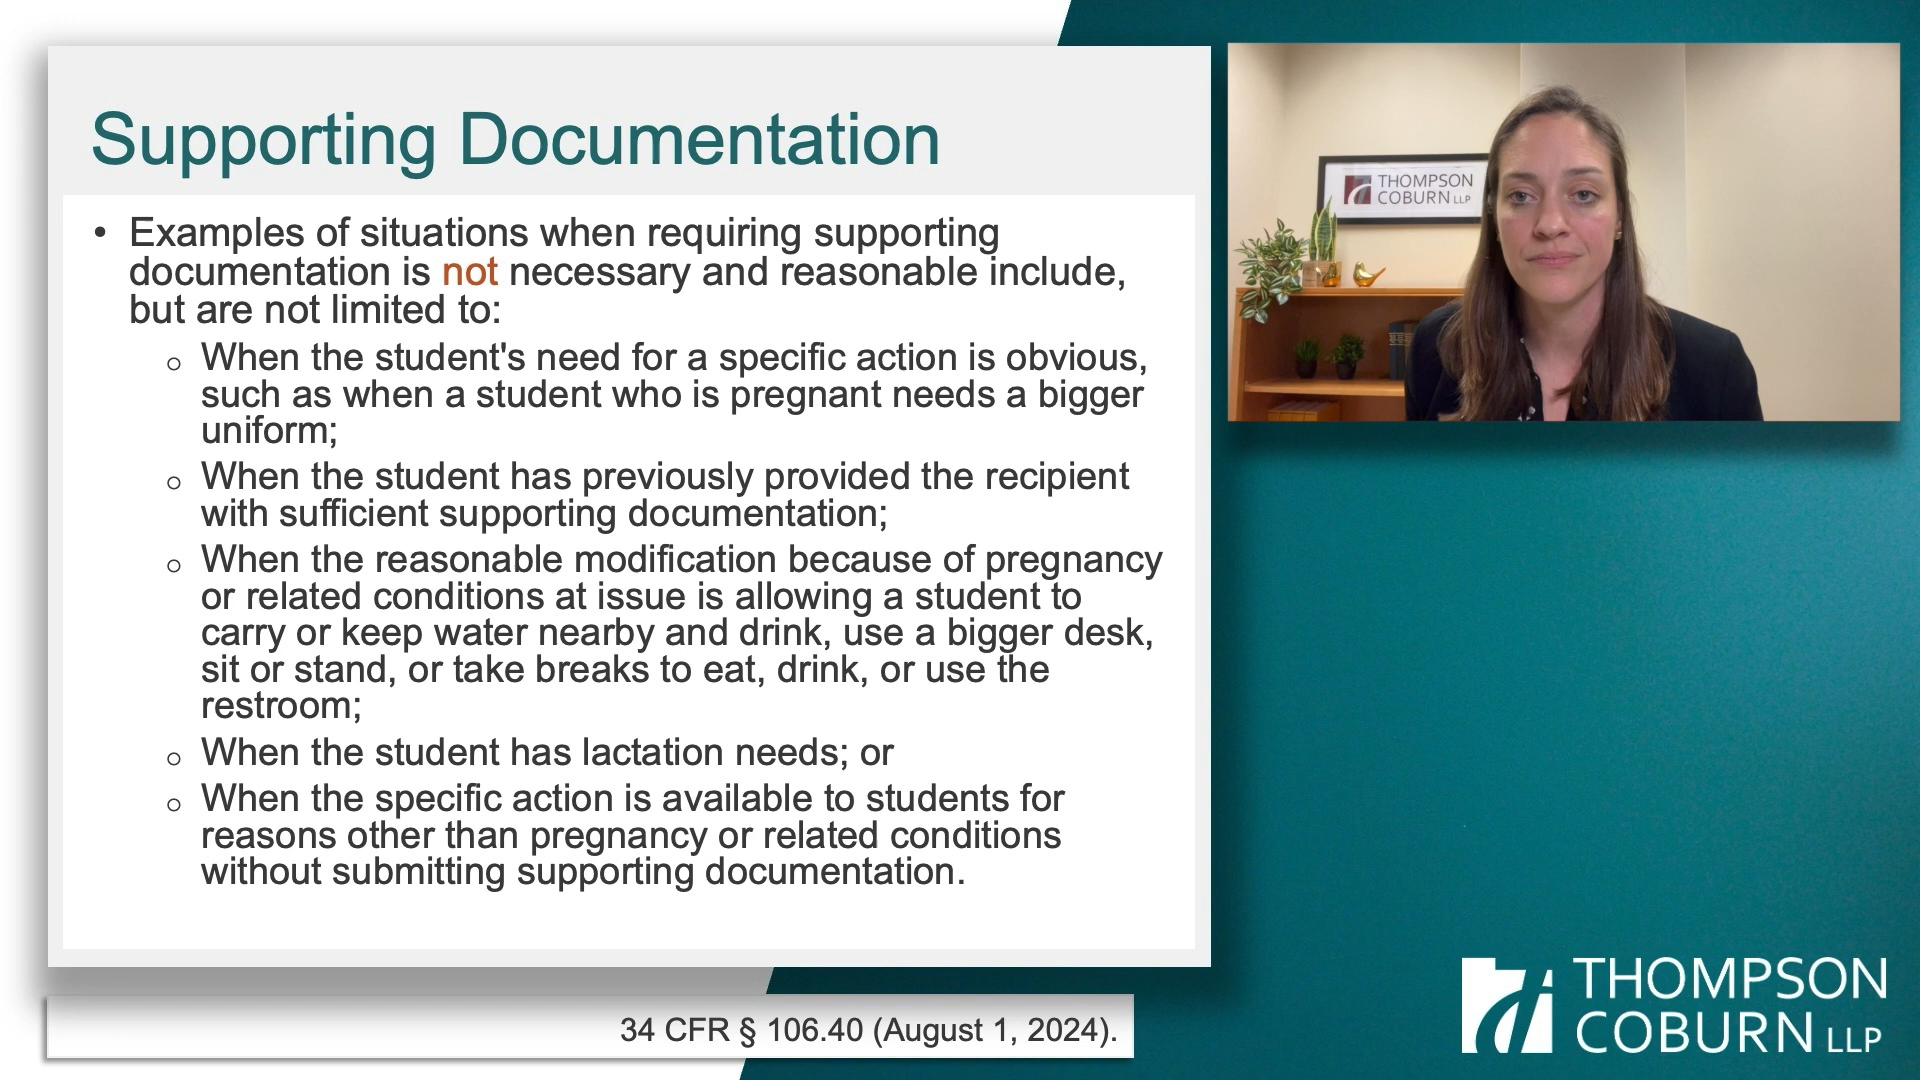 Supporting Documentation
• Examples of situations when requiring supporting
documentation is not necessary and reasonable include,
but are not limited to:
o When the student's need for a specific action is obvious,
such as when a student who is pregnant needs a bigger
uniform;
o When the student has previously provided the recipient
with sufficient supporting documentation;
o When the reasonable modification because of pregnancy
or related conditions at issue is allowing a student to
carry or keep water nearby and drink, use a bigger desk,
sit or stand, or take breaks to eat, drink, or use the
restroom;
o When the student has lactation needs; or
o When the specific action is available to students for
reasons other than pregnancy or related conditions
without submitting supporting documentation.
34 CFR § 106.40 (August 1, 2024).
THOMPSON
COBURN LLP
THOMPSON
COBURN LLP